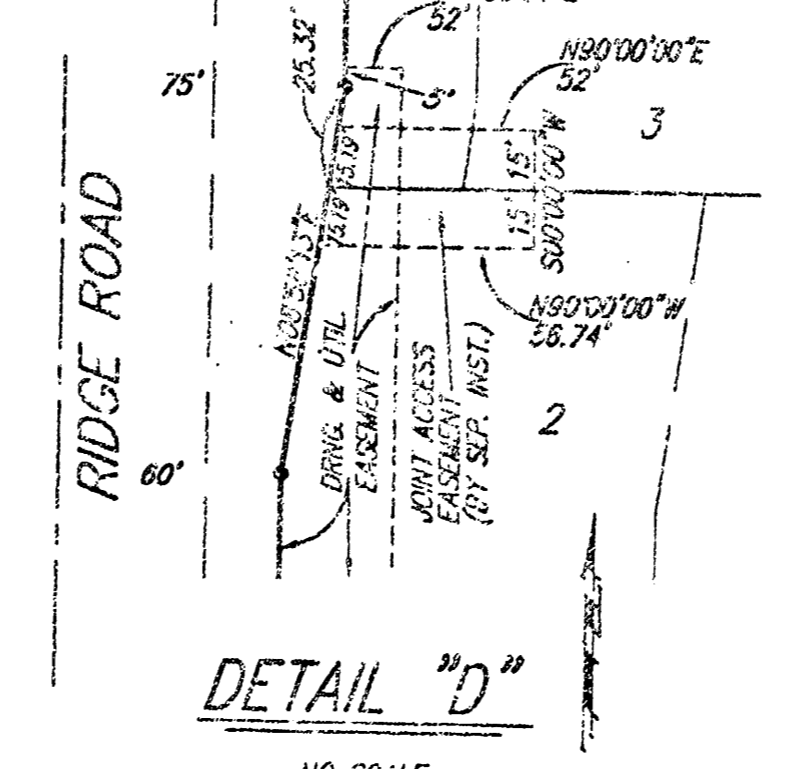 52'
N90°00'00"E
52'
25.32'
75'
5'
3
15.19'
15'
15'
S00°00'00"W
15.19'
N90°00'00"W
56.74'
RIDGE ROAD
DRNG & UTIL
EASEMENT
JOINT ACCESS
EASEMENT
(BY SEP. INST.)
2
60'
DETAIL "D"